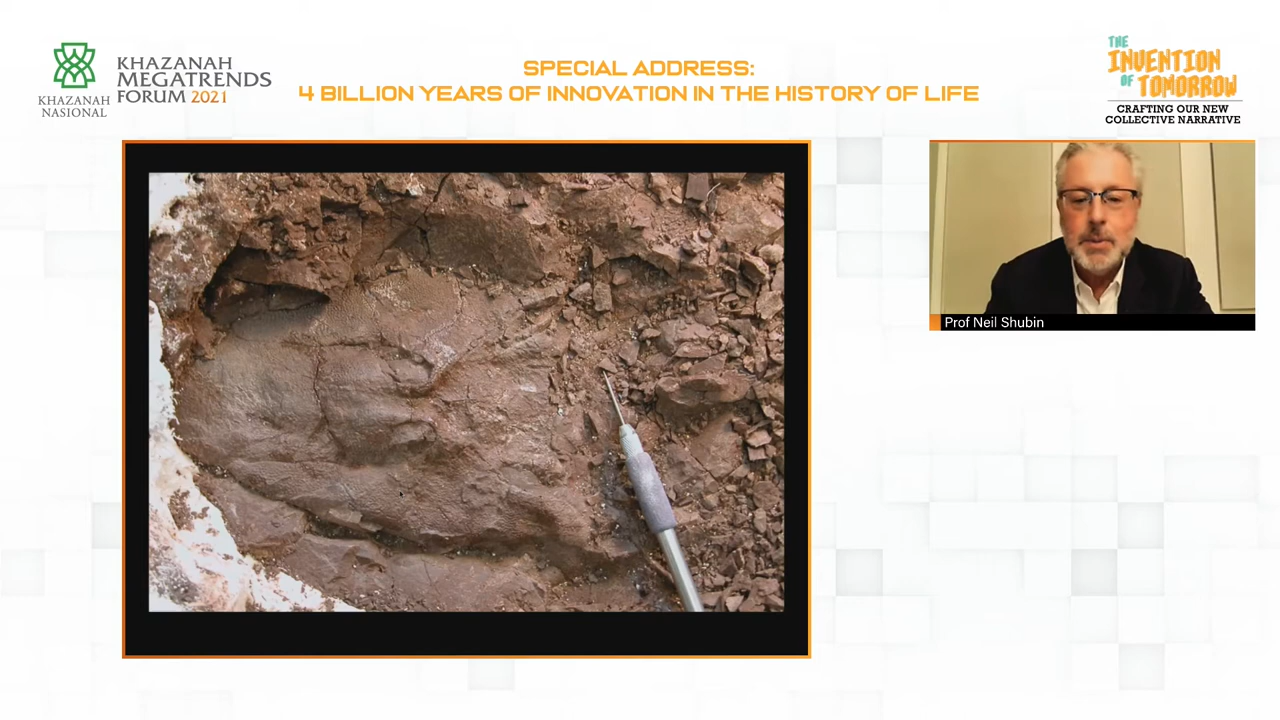 KHAZANAH
NASIONAL
KHAZANAH
MEGATRENDS
FORUM 2021
SPECIAL ADDRESS:
4 BILLION YEARS OF INNOVATION IN THE HISTORY OF LIFE
THE
INVENTION
OF TOMORROW
CRAFTING OUR NEW
COLLECTIVE NARRATIVE
Prof Neil Shubin